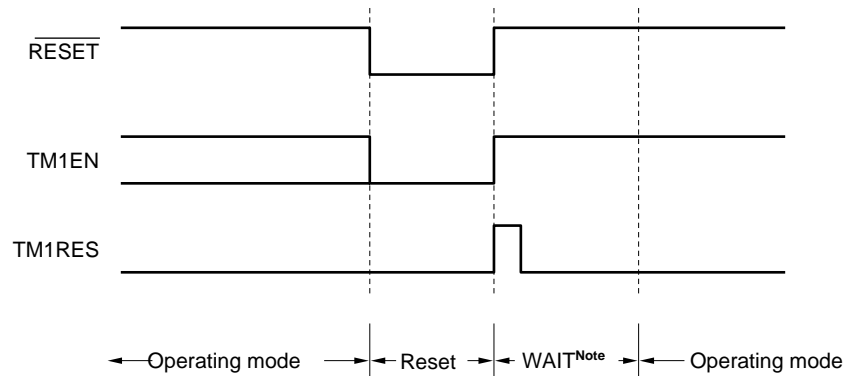 RESET
TM1EN
TM1RES
Operating mode Reset WAITNote Operating mode